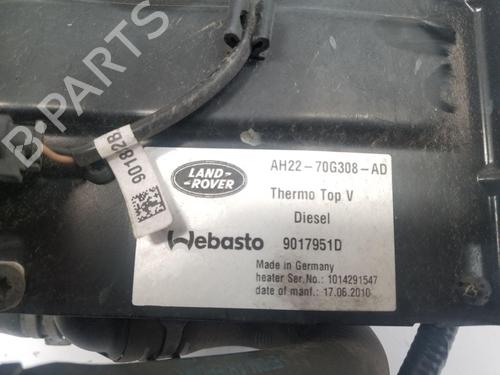 B-PARTS
90182B
LAND-
-ROVER
AH22-70G308-AD
Thermo Top V
Diesel
Webasto 9017951D
Made in Germany
heater Ser.No.: 1014291547
date of manf.: 17.06.2010